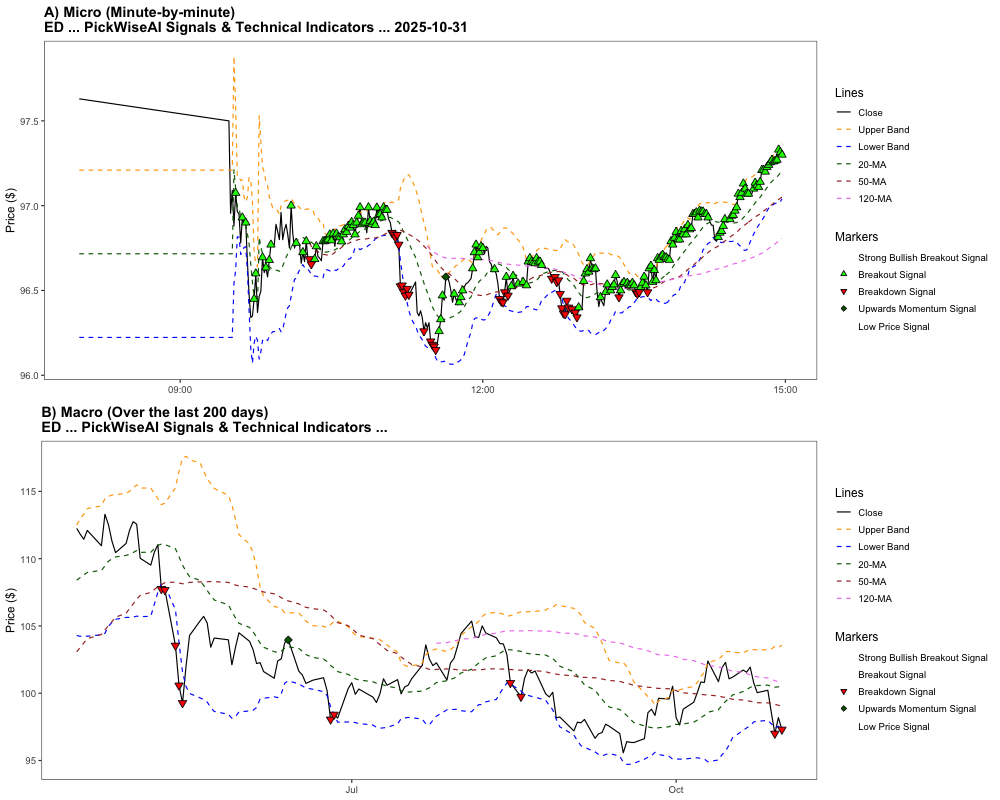 A) Micro (Minute-by-minute)
ED ... PickWiseAI Signals & Technical Indicators ... 2025-10-31
Price ($)
97.5
97.0
96.5
96.0
09:00
12:00
15:00
Lines
Close
Upper Band
Lower Band
20-MA
50-MA
120-MA
Markers
Strong Bullish Breakout Signal
Breakout Signal
Breakdown Signal
Upwards Momentum Signal
Low Price Signal
B) Macro (Over the last 200 days)
ED ... PickWiseAI Signals & Technical Indicators ...
Price ($)
115
110
105
100
95
Jul
Oct
Lines
Close
Upper Band
Lower Band
20-MA
50-MA
120-MA
Markers
Strong Bullish Breakout Signal
Breakout Signal
Breakdown Signal
Upwards Momentum Signal
Low Price Signal